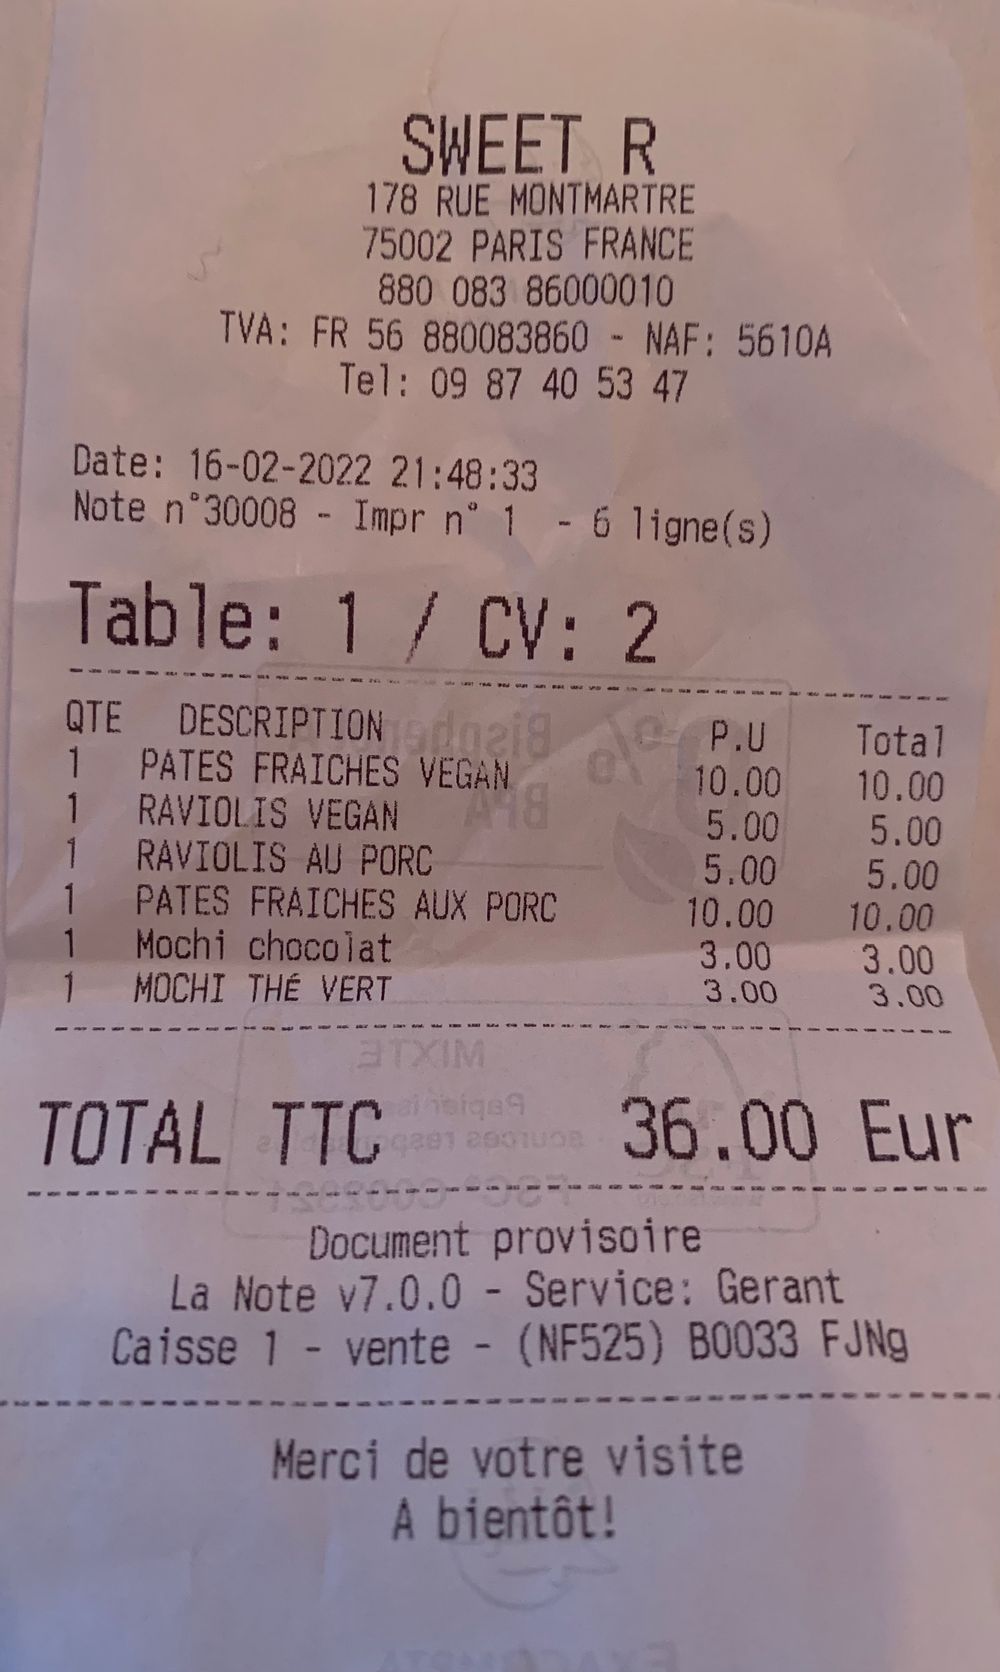 SWEET R
178 RUE MONTMARTRE
75002 PARIS FRANCE
880 083 86000010
TVA: FR 56 880083860 - NAF: 5610A
Tel: 09 87 40 53 47
Date: 16-02-2022 21:48:33
Note n°30008 - Impr n° 1 - 6 ligne(s)
Table: 1 / CV: 2
QTE DESCRIPTION P.U Total
1 PATES FRAICHES VEGAN 10.00 10.00
1 RAVIOLIS VEGAN 5.00 5.00
1 RAVIOLIS AU PORC 5.00 5.00
1 PATES FRAICHES AUX PORC 10.00 10.00
1 Mochi chocolat 3.00 3.00
1 MOCHI THÉ VERT 3.00 3.00
TOTAL TTC 36.00 Eur
Document provisoire
La Note v7.0.0 - Service: Gerant
Caisse 1 - vente - (NF525) B0033 FJNg
Merci de votre visite
A bientôt!